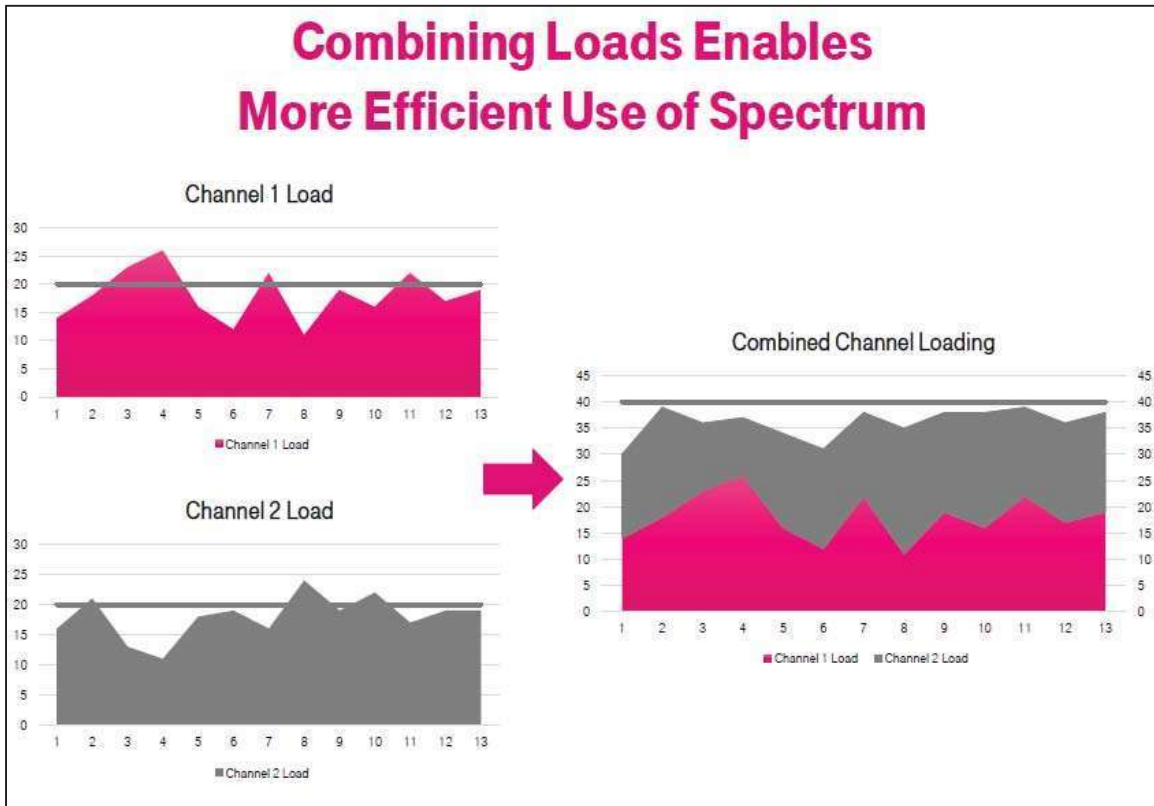 Combining Loads Enables
More Efficient Use of Spectrum
Channel 1 Load
30
25
20
15
10
5
0
1 2 3 4 5 6 7 8 9 10 11 12 13
Channel 1 Load
Channel 2 Load
30
25
20
15
10
5
0
1 2 3 4 5 6 7 8 9 10 11 12 13
Channel 2 Load
Combined Channel Loading
45 45
40 40
35 35
30 30
25 25
20 20
15 15
10 10
5 5
0 0
1 2 3 4 5 6 7 8 9 10 11 12 13
Channel 1 Load Channel 2 Load